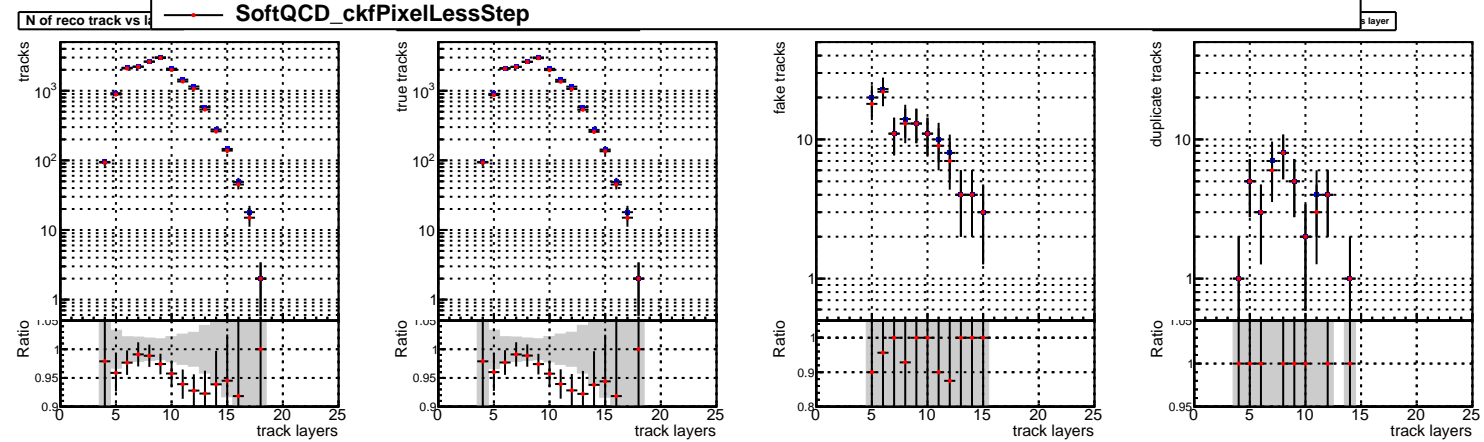 SoftQCD_ckfPixelLessStep
N of reco track vs la
s layer
tracks
10³
10²
10
1
Ratio
1.05
1
0.95
0.9
0 5 10 15 20 25
track layers
true tracks
10³
10²
10
1
Ratio
1.05
1
0.95
0.9
0 5 10 15 20 25
track layers
fake tracks
10
1
Ratio
1
0.9
0.8
0 5 10 15 20 25
track layers
duplicate tracks
10
1
Ratio
1.05
1
0.95
0 5 10 15 20 25
track layers